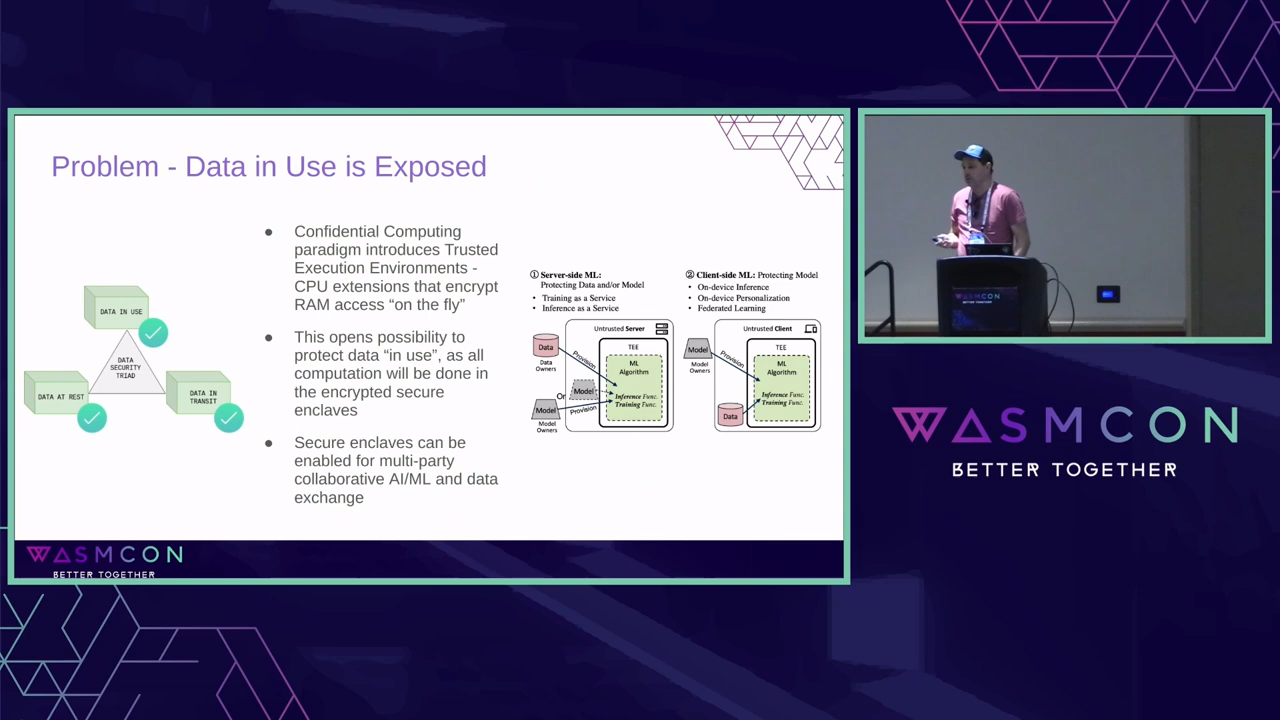 Problem - Data in Use is Exposed
DATA IN USE
DATA
SECURITY
TRIAD
DATA AT REST
DATA IN
TRANSIT
● Confidential Computing
paradigm introduces Trusted
Execution Environments -
CPU extensions that encrypt
RAM access “on the fly”
● This opens possibility to
protect data “in use”, as all
computation will be done in
the encrypted secure
enclaves
● Secure enclaves can be
enabled for multi-party
collaborative AI/ML and data
exchange
① Server-side ML:
Protecting Data and/or Model
• Training as a Service
• Inference as a Service
Untrusted Server
TEE
Data
Data
Owners
Provision
ML
Algorithm
Model
Or
Inference Func.
Training Func.
Model
Provision
Model
Owners
② Client-side ML: Protecting Model
• On-device Inference
• On-device Personalization
• Federated Learning
Untrusted Client
TEE
Model
Model
Owners
Provision
ML
Algorithm
Inference Func.
Training Func.
Data
WASMCON
BETTER TOGETHER
WASMCON
BETTER TOGETHER
WASMCON
BETTER TOGETHER